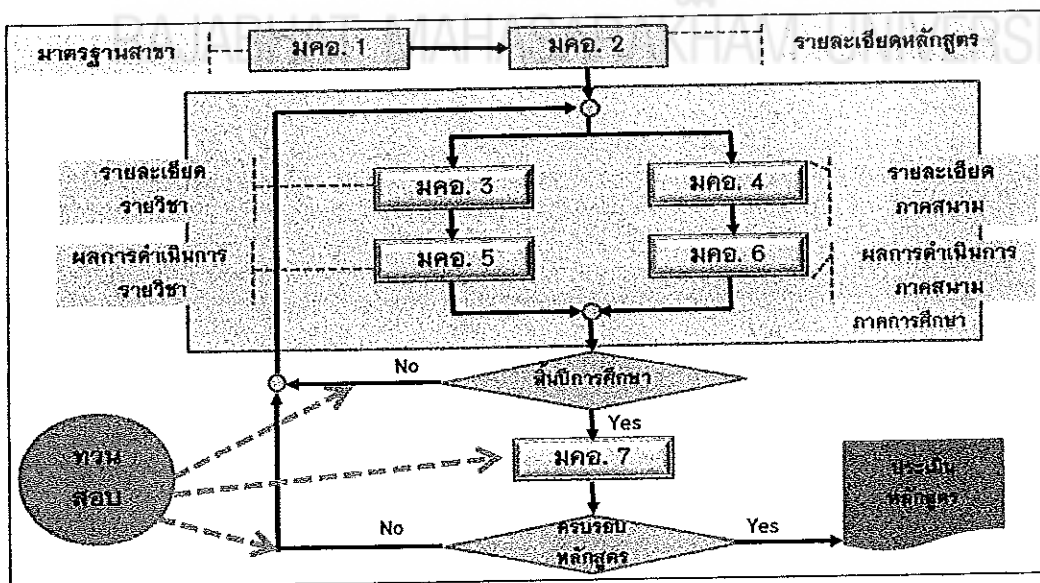 RAJABHAT MAHASARAKHAM UNIVERSI
มาตรฐานสาขา
มคอ. 1
มคอ. 2
รายละเอียดหลักสูตร
รายละเอียด
รายวิชา
มคอ. 3
มคอ. 4
รายละเอียด
ภาคสนาม
ผลการดำเนินการ
รายวิชา
มคอ. 5
มคอ. 6
ผลการดำเนินการ
ภาคสนาม
ภาคการศึกษา
No
สิ้นปีการศึกษา
Yes
ทวน
สอบ
มคอ. 7
ประเมิน
หลักสูตร
No
ครบรอบ
หลักสูตร
Yes